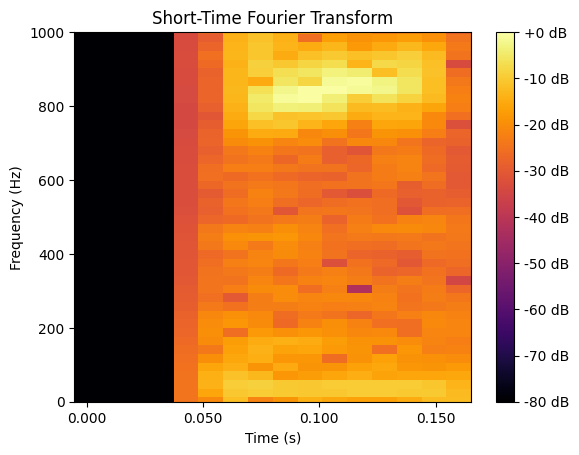 Short-Time Fourier Transform
Frequency (Hz)
1000
800
600
400
200
0
0.000
0.050
0.100
0.150
Time (s)
+0 dB
-10 dB
-20 dB
-30 dB
-40 dB
-50 dB
-60 dB
-70 dB
-80 dB